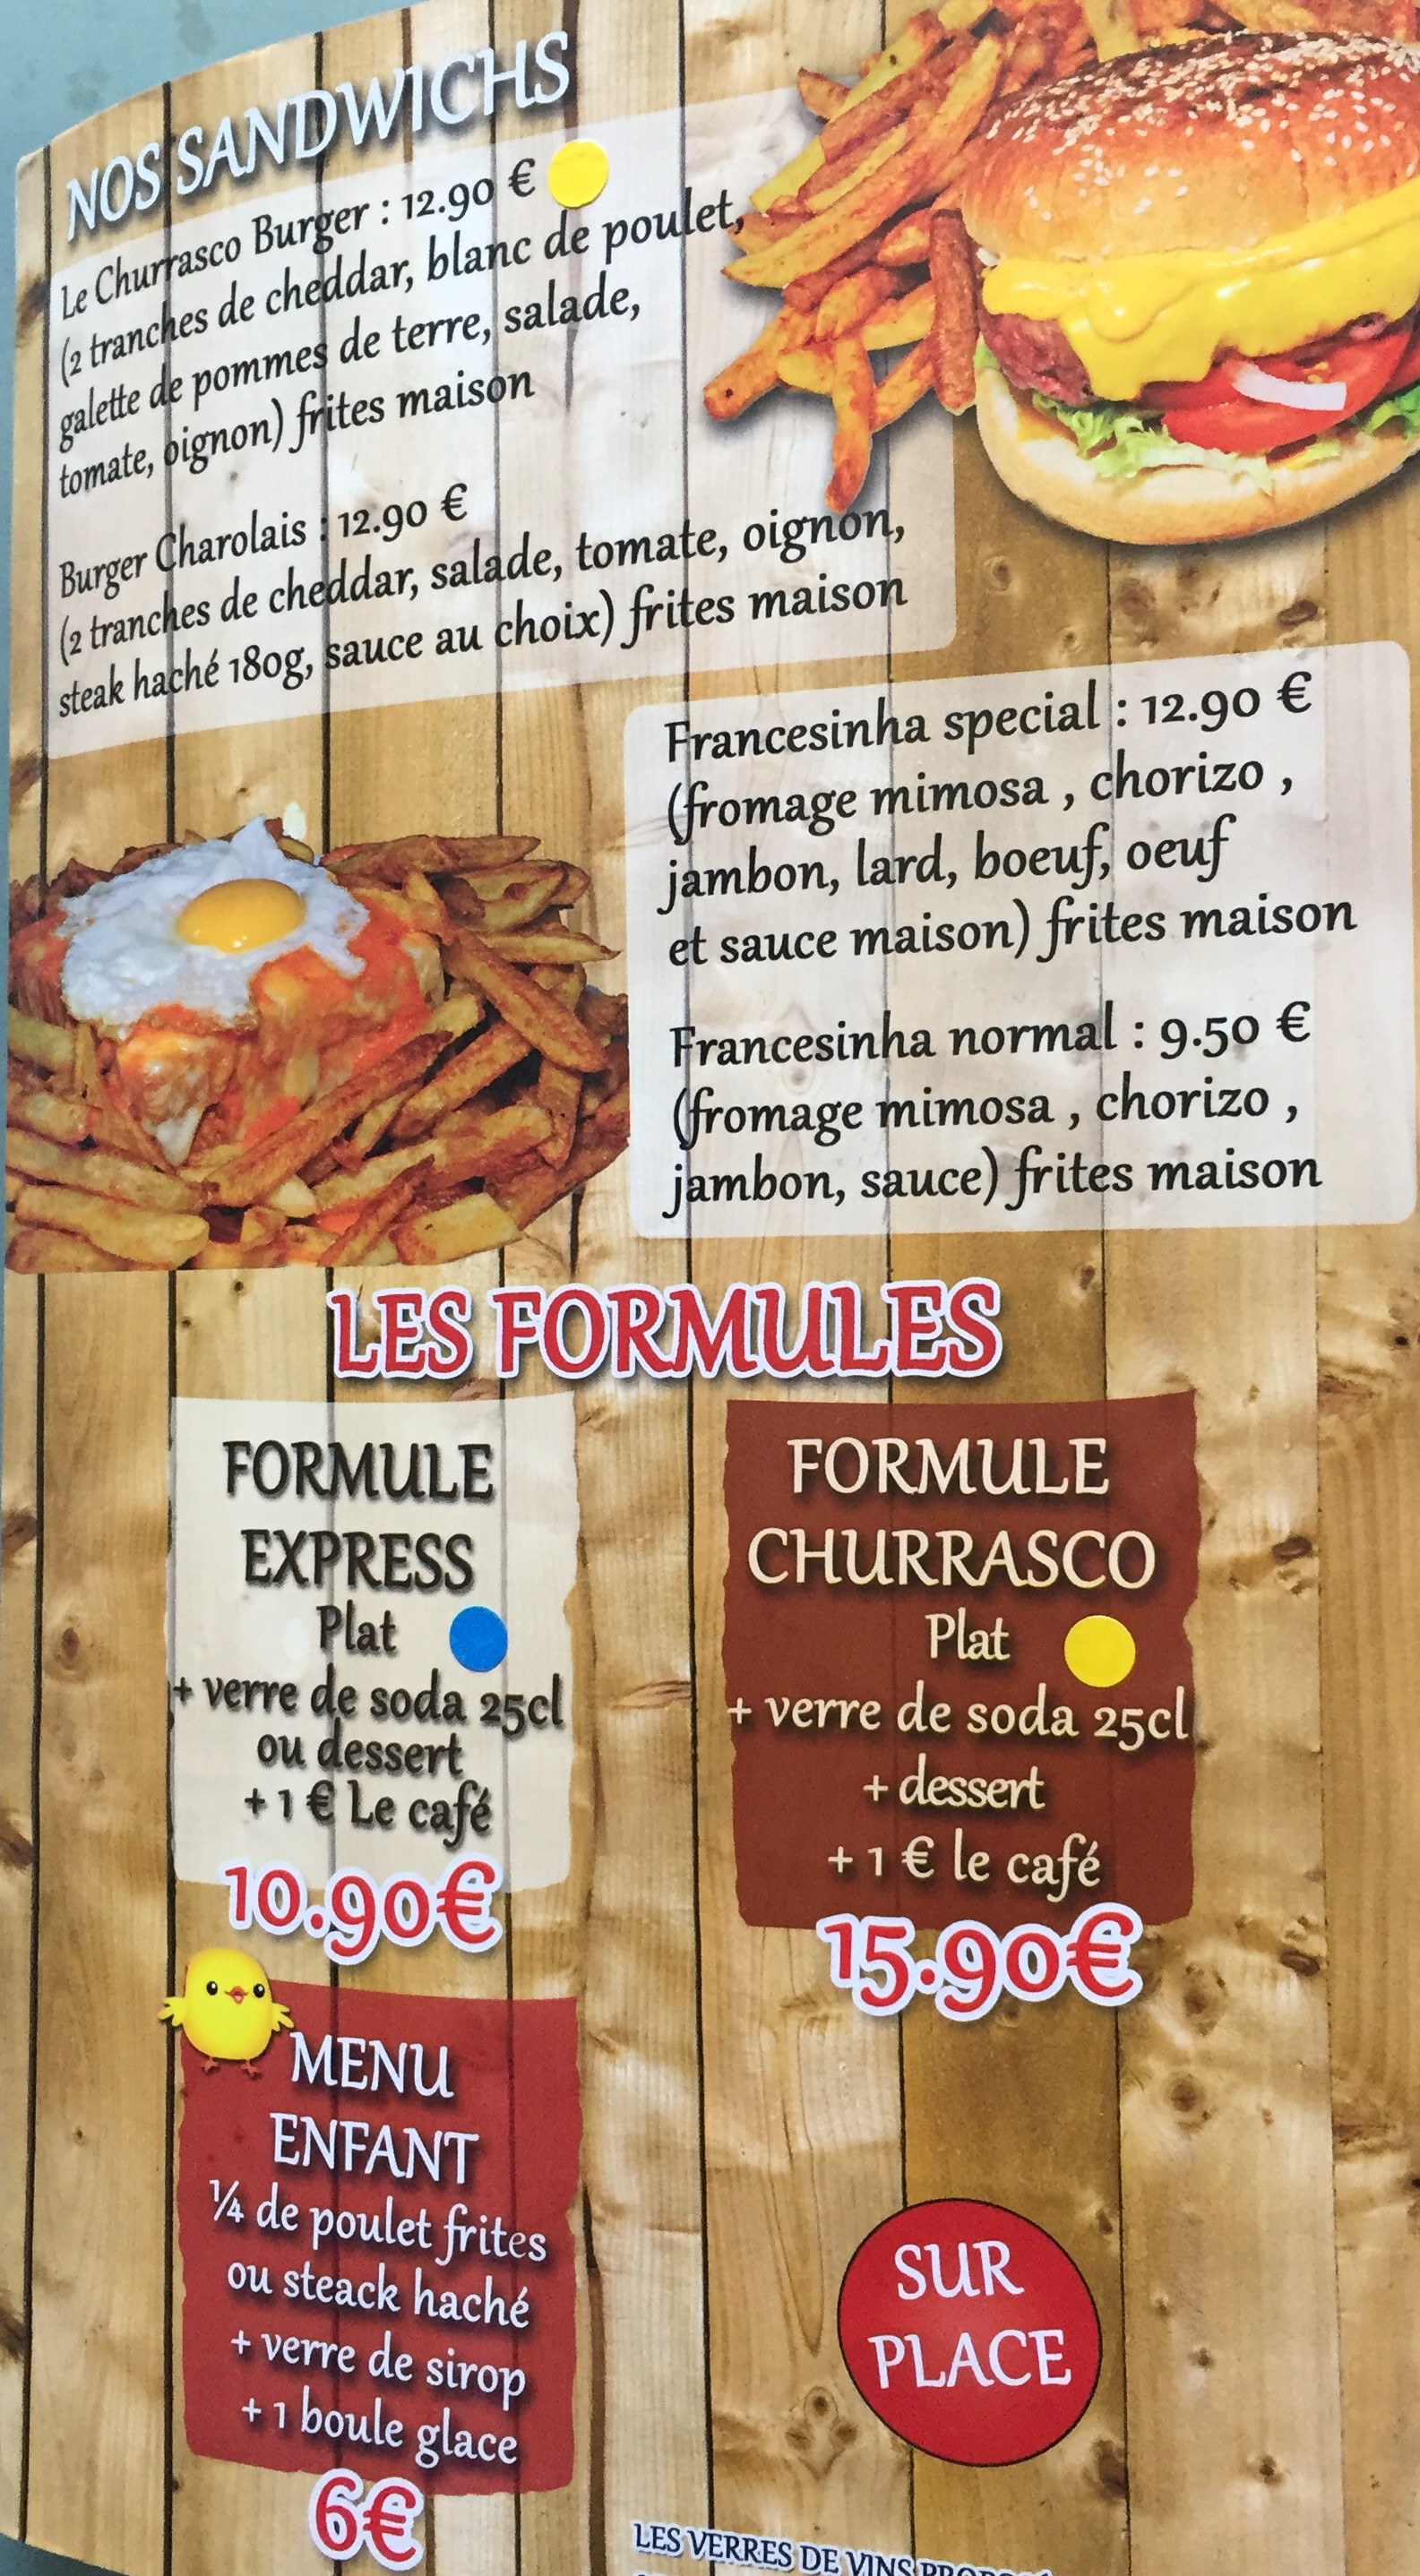 NOS SANDWICHS
Le Churrasco Burger : 12.90 €
(2 tranches de cheddar, blanc de poulet,
galette de pommes de terre, salade,
tomate, oignon) frites maison
Burger Charolais : 12.90 €
(2 tranches de cheddar, salade, tomate, oignon,
steak haché 180g, sauce au choix) frites maison
Francesinha special : 12.90 €
(fromage mimosa , chorizo ,
jambon, lard, boeuf, oeuf
et sauce maison) frites maison
Francesinha normal : 9.50 €
(fromage mimosa , chorizo ,
jambon, sauce) frites maison
LES FORMULES
FORMULE
EXPRESS
Plat
+ verre de soda 25cl
ou dessert
+ 1 € Le café
10.90€
FORMULE
CHURRASCO
Plat
+ verre de soda 25cl
+ dessert
+ 1 € le café
15.90€
MENU
ENFANT
¼ de poulet frites
ou steack haché
+ verre de sirop
+ 1 boule glace
6€
SUR
PLACE
LES VERRES DE VINS